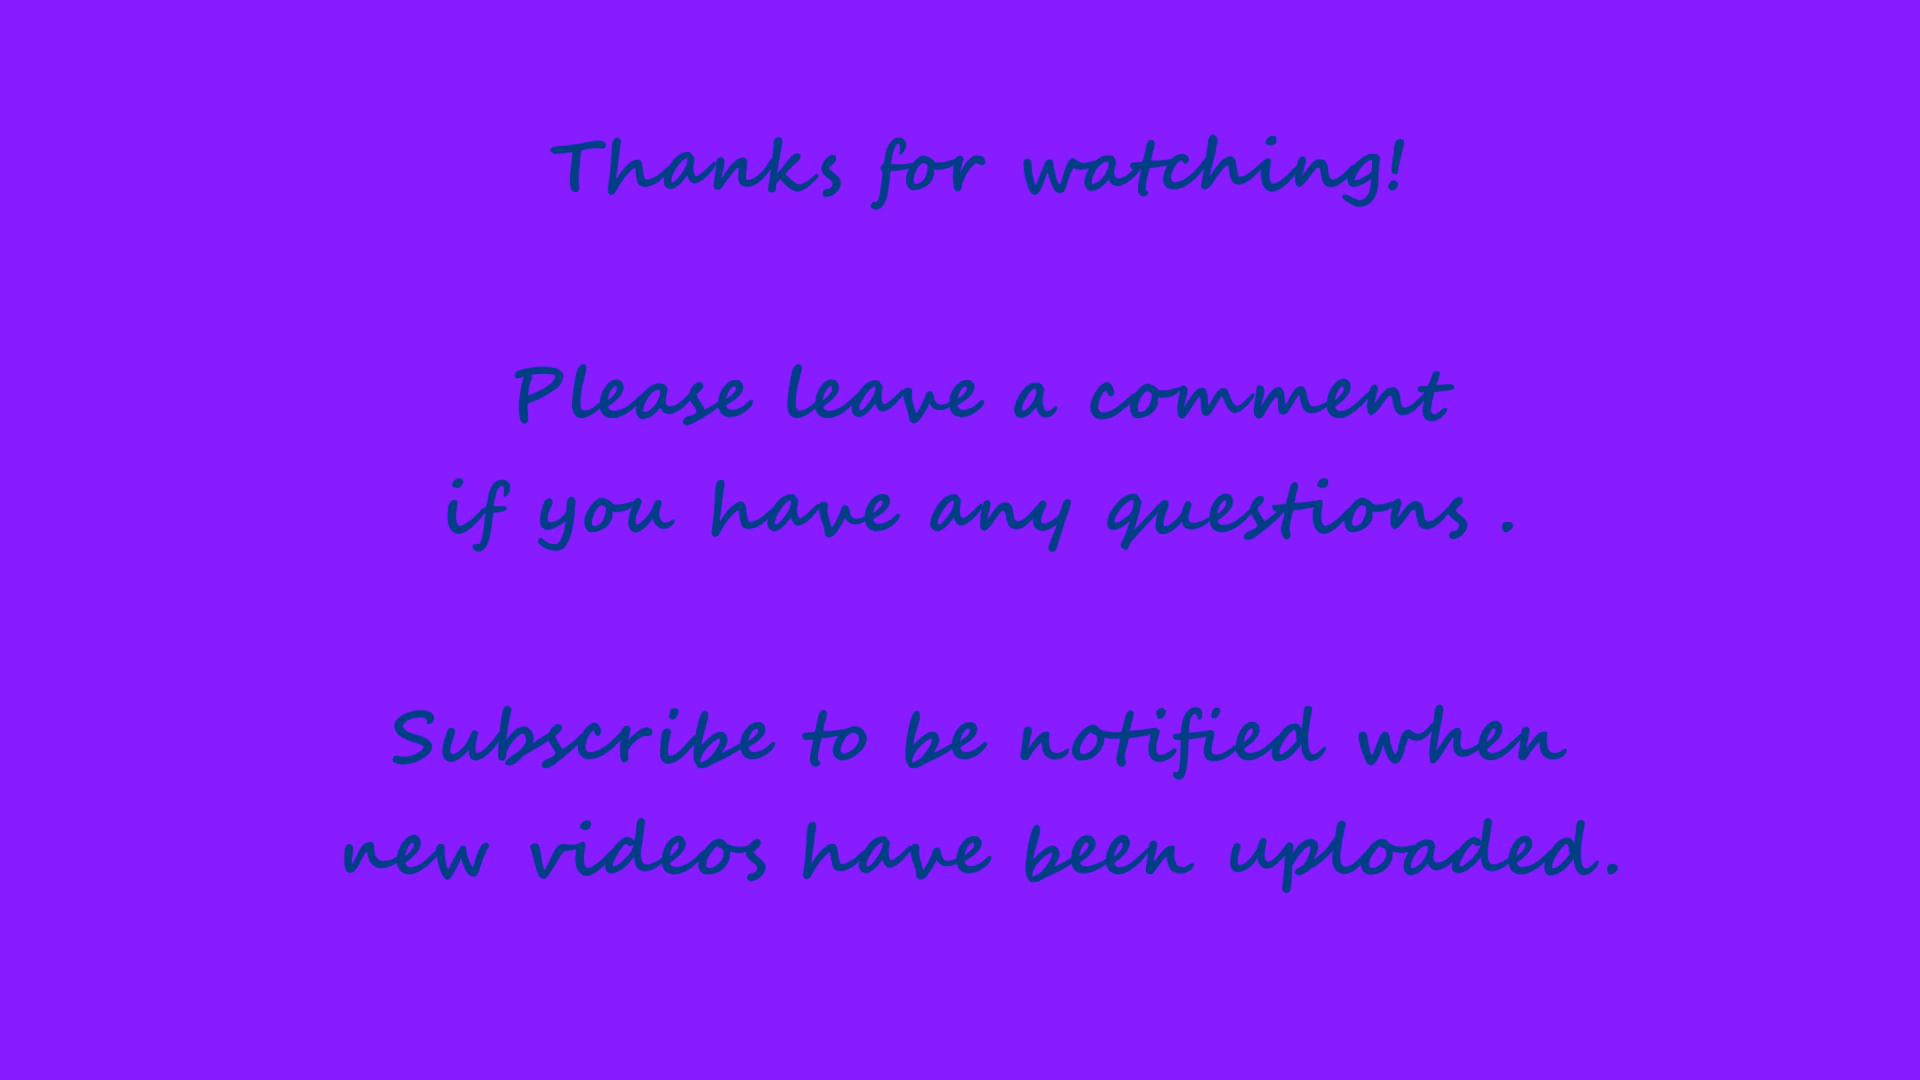 Thanks for watching!
Please leave a comment
if you have any questions .
Subscribe to be notified when
new videos have been uploaded.